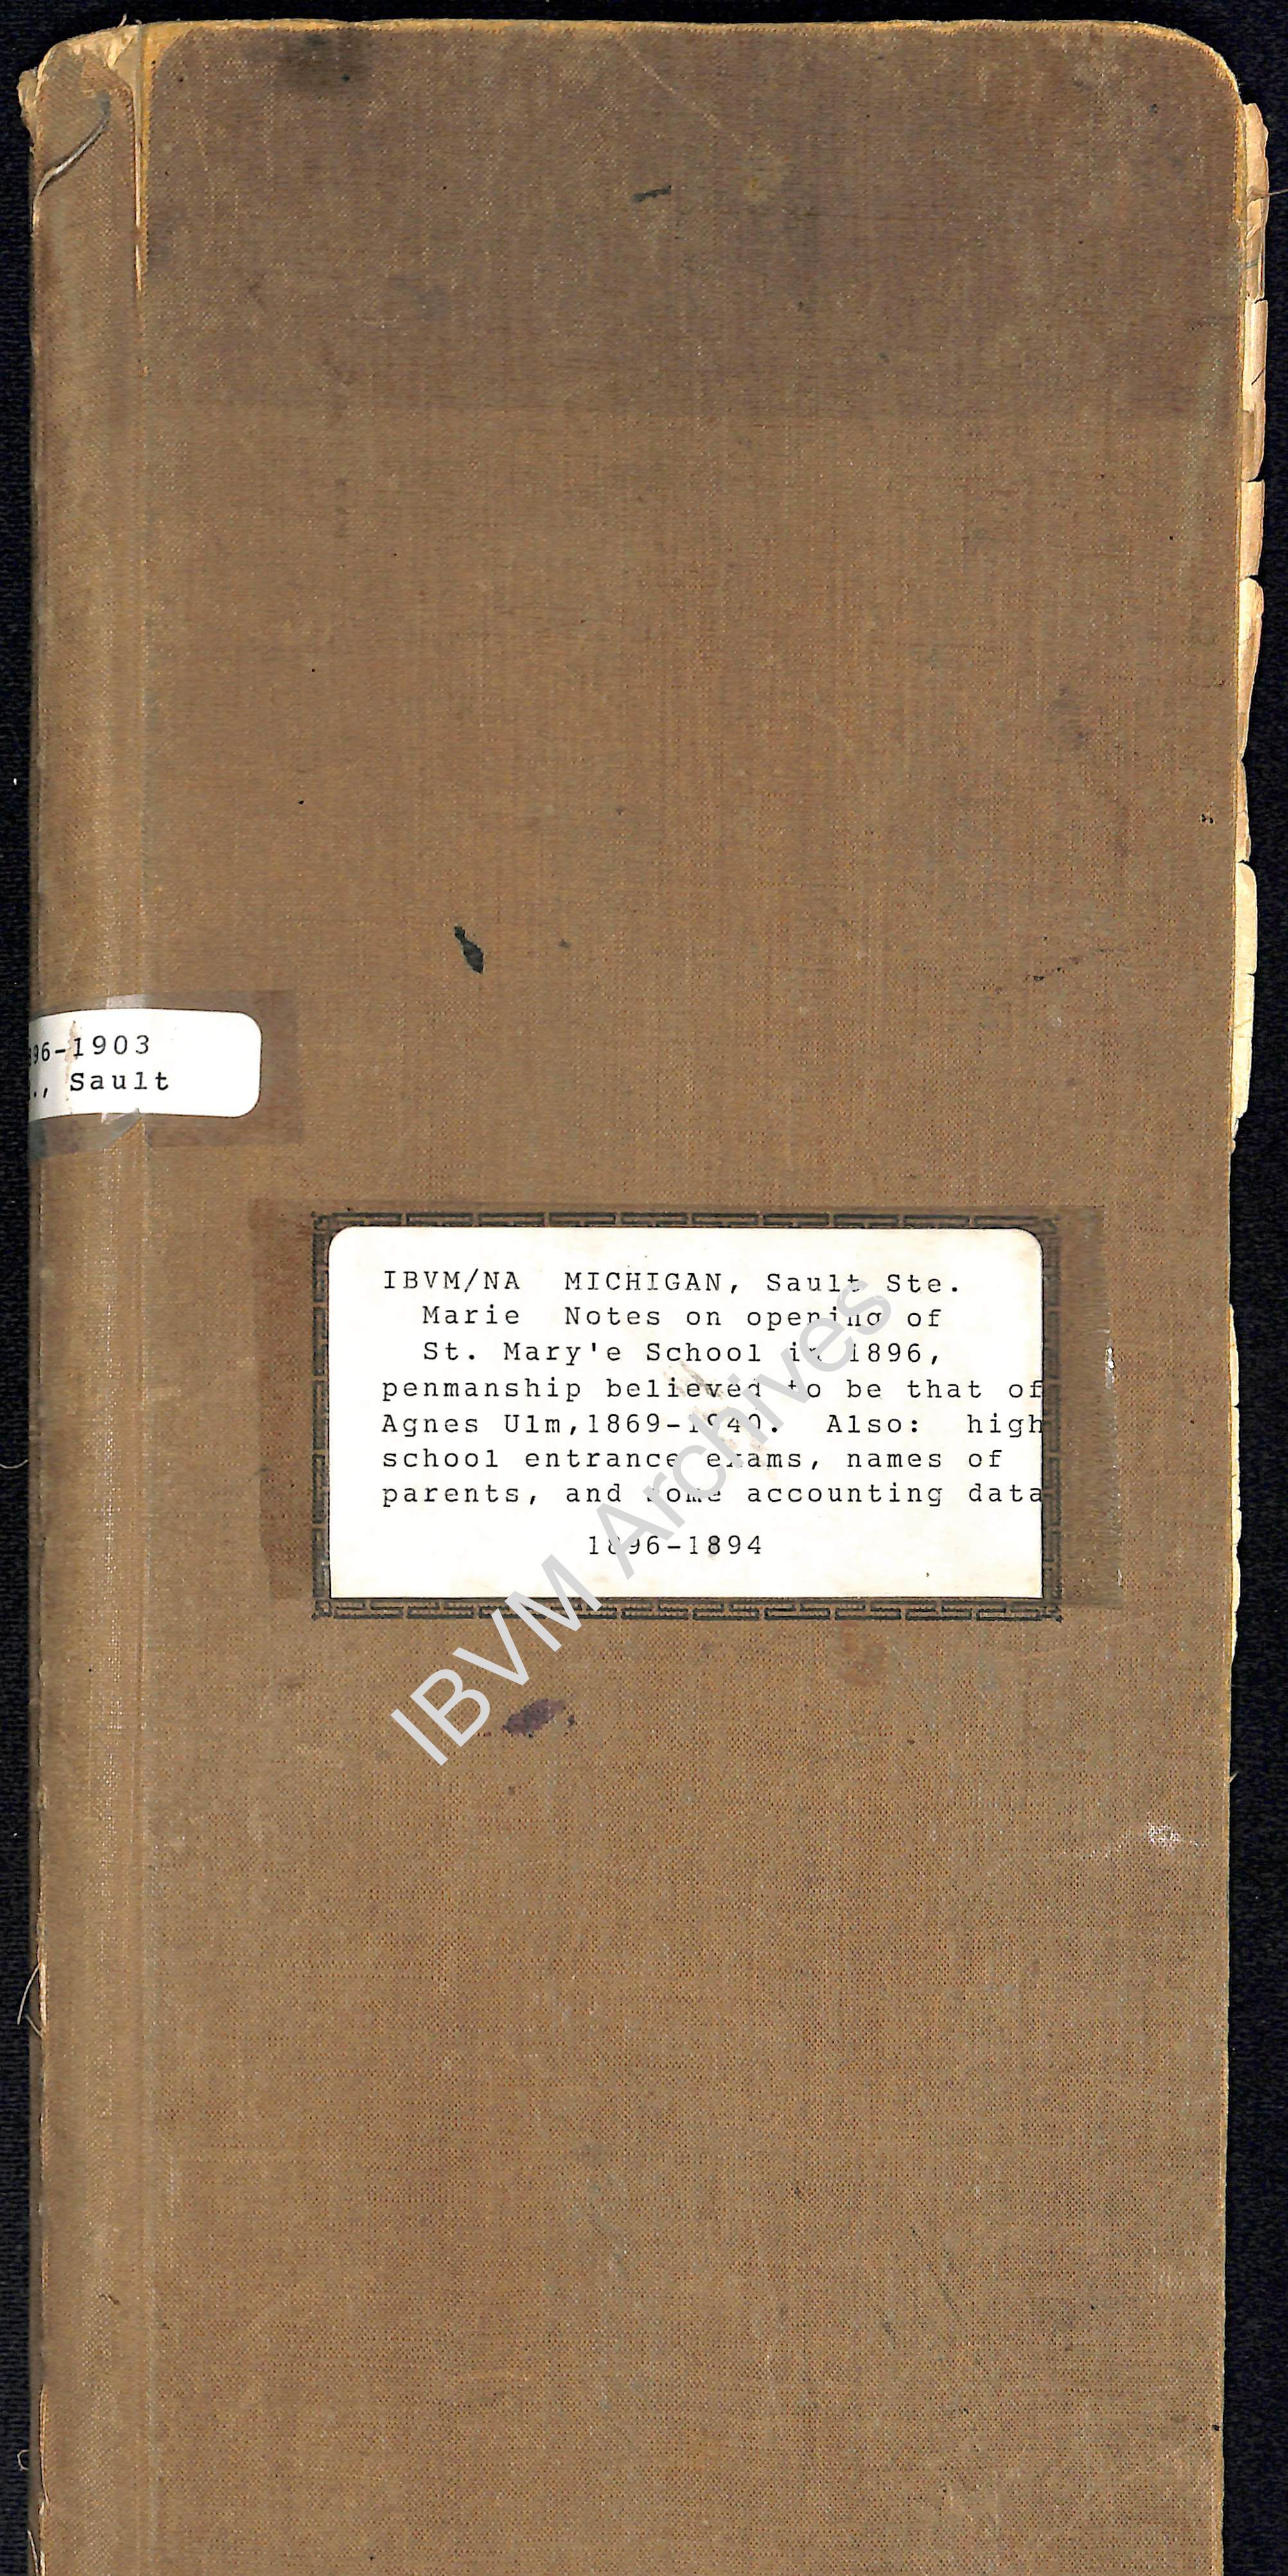 96-1903
., Sault
IBVM/NA MICHIGAN, Sault Ste.
Marie Notes on opening of
St. Mary'e School in 1896,
penmanship believed to be that of
Agnes Ulm,1869-1940. Also: high
school entrance exams, names of
parents, and some accounting data
1896-1894
IBVM Archives